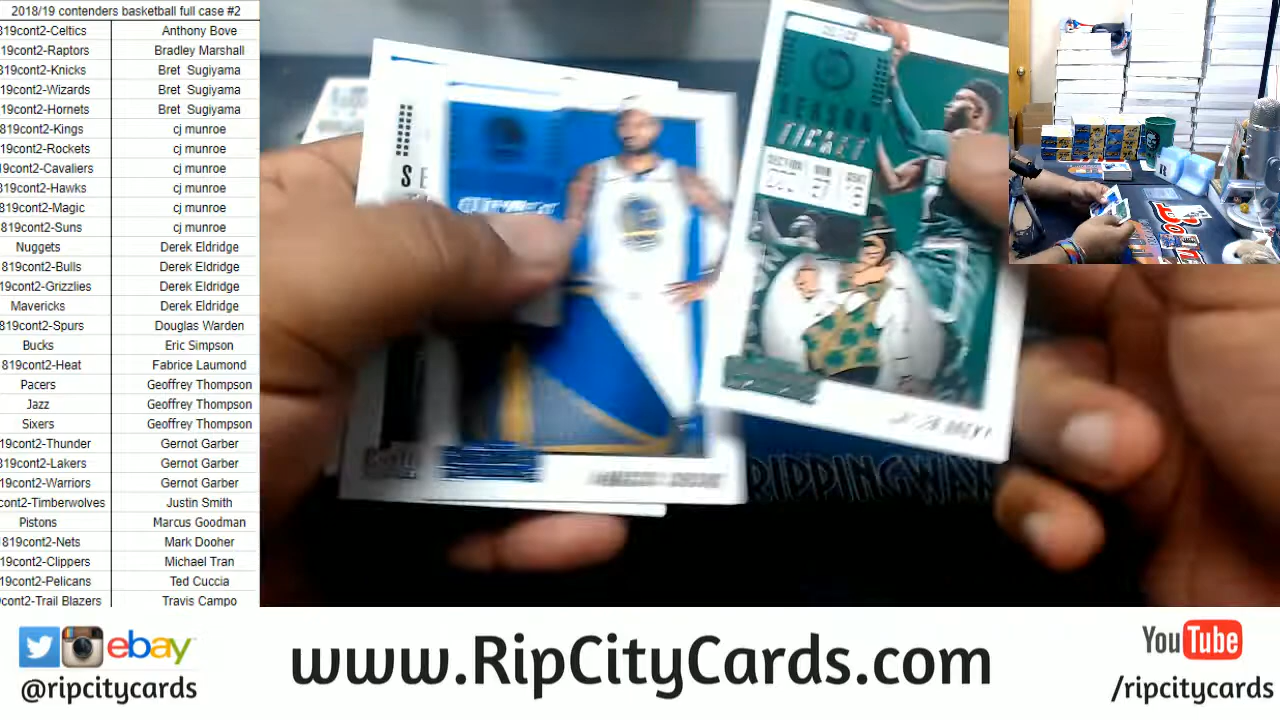 2018/19 contenders basketball full case #2
819cont2-Celtics Anthony Bove
19cont2-Raptors Bradley Marshall
319cont2-Knicks Bret Sugiyama
19cont2-Wizards Bret Sugiyama
19cont2-Hornets Bret Sugiyama
819cont2-Kings cj munroe
19cont2-Rockets cj munroe
9cont2-Cavaliers cj munroe
819cont2-Hawks cj munroe
819cont2-Magic cj munroe
819cont2-Suns cj munroe
Nuggets Derek Eldridge
819cont2-Bulls Derek Eldridge
9cont2-Grizzlies Derek Eldridge
Mavericks Derek Eldridge
819cont2-Spurs Douglas Warden
Bucks Eric Simpson
819cont2-Heat Fabrice Laumond
Pacers Geoffrey Thompson
Jazz Geoffrey Thompson
Sixers Geoffrey Thompson
19cont2-Thunder Gernot Garber
319cont2-Lakers Gernot Garber
9cont2-Warriors Gernot Garber
cont2-Timberwolves Justin Smith
Pistons Marcus Goodman
819cont2-Nets Mark Dooher
19cont2-Clippers Michael Tran
19cont2-Pelicans Ted Cuccia
cont2-Trail Blazers Travis Campo
SEASON
TICKET
RIPPINGWAX
ebay
@ripcitycards
www.RipCityCards.com
YouTube
/ripcitycards